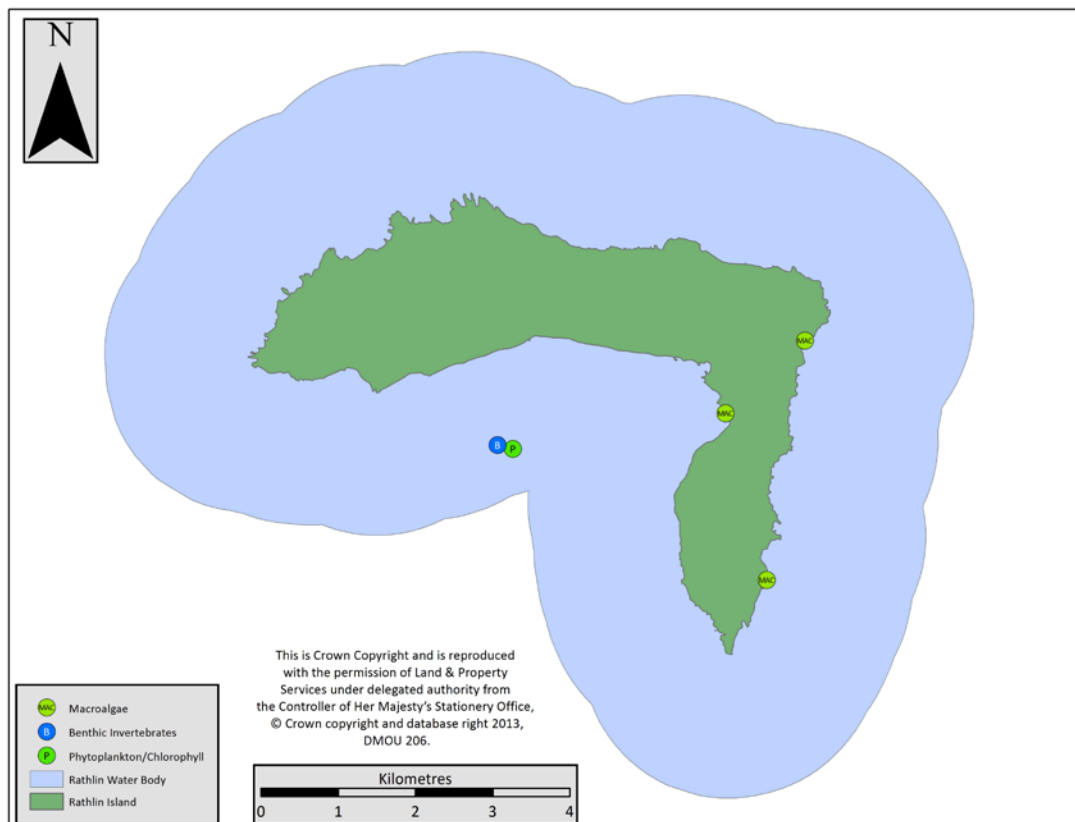 N
MAC
MAC
B
P
MAC
This is Crown Copyright and is reproduced
with the permission of Land & Property
Services under delegated authority from
the Controller of Her Majesty's Stationery Office,
© Crown copyright and database right 2013,
DMOU 206.
MAC Macroalgae
B Benthic Invertebrates
P Phytoplankton/Chlorophyll
Rathlin Water Body
Rathlin Island
Kilometres
0 1 2 3 4